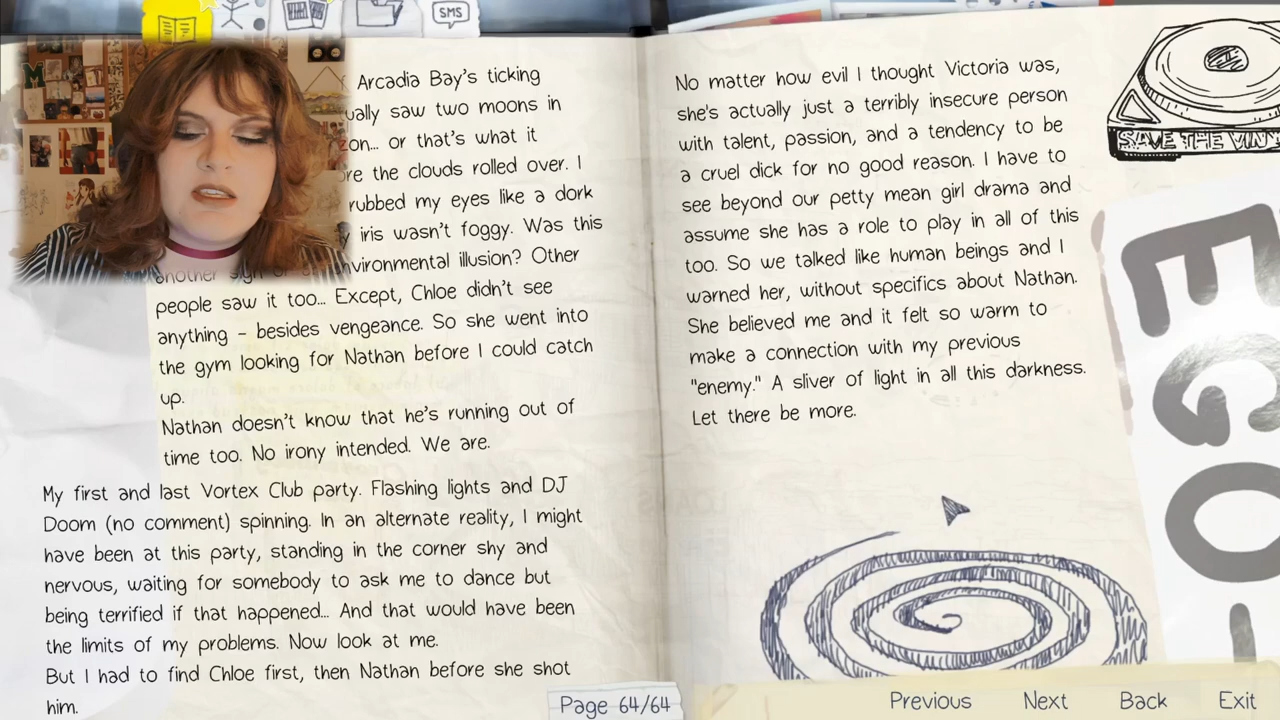 SMS
Arcadia Bay's ticking
ually saw two moons in
zon... or that's what it
ore the clouds rolled over. I
rubbed my eyes like a dork
y iris wasn't foggy. Was this
another sign of environmental illusion? Other
people saw it too... Except, Chloe didn't see
anything – besides vengeance. So she went into
the gym looking for Nathan before I could catch
up.
Nathan doesn't know that he's running out of
time too. No irony intended. We are.
My first and last Vortex Club party. Flashing lights and DJ
Doom (no comment) spinning. In an alternate reality, I might
have been at this party, standing in the corner shy and
nervous, waiting for somebody to ask me to dance but
being terrified if that happened... And that would have been
the limits of my problems. Now look at me.
But I had to find Chloe first, then Nathan before she shot
him.
Page 64/64
No matter how evil I thought Victoria was,
she's actually just a terribly insecure person
with talent, passion, and a tendency to be
a cruel dick for no good reason. I have to
see beyond our petty mean girl drama and
assume she has a role to play in all of this
too. So we talked like human beings and I
warned her, without specifics about Nathan.
She believed me and it felt so warm to
make a connection with my previous
"enemy." A sliver of light in all this darkness.
Let there be more.
SAVE THE VINY
EGO-
Previous Next Back Exit